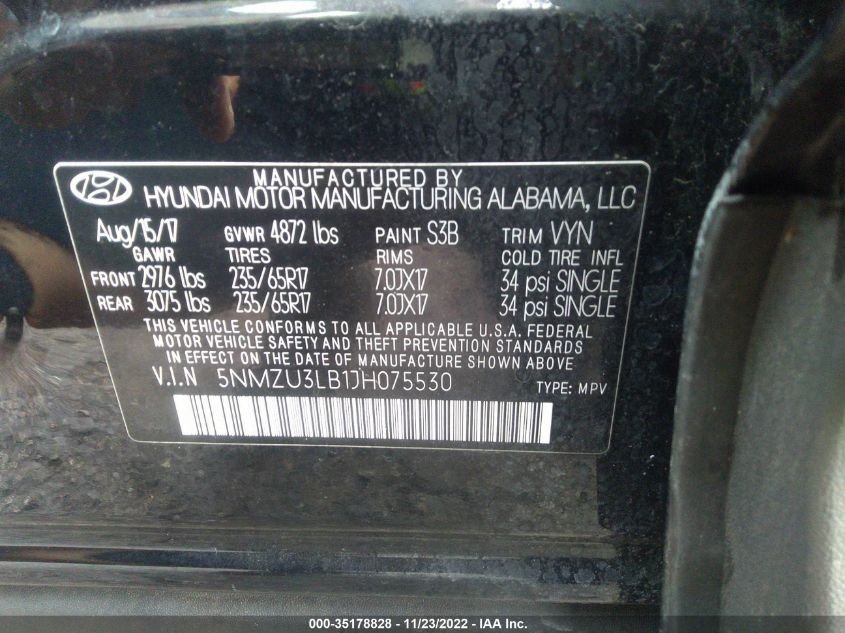 MANUFACTURED BY
HYUNDAI MOTOR MANUFACTURING ALABAMA, LLC
Aug/15/17 GVWR 4872 lbs PAINT S3B TRIM VYN
GAWR TIRES RIMS COLD TIRE INFL
FRONT 2976 lbs 235/65R17 7.0JX17 34 psi SINGLE
REAR 3075 lbs 235/65R17 7.0JX17 34 psi SINGLE
THIS VEHICLE CONFORMS TO ALL APPLICABLE U.S.A. FEDERAL
MOTOR VEHICLE SAFETY AND THEFT PREVENTION STANDARDS
IN EFFECT ON THE DATE OF MANUFACTURE SHOWN ABOVE
V.I.N 5NMZU3LB1JH075530 TYPE: MPV
000-35178828 - 11/23/2022 - IAA Inc.